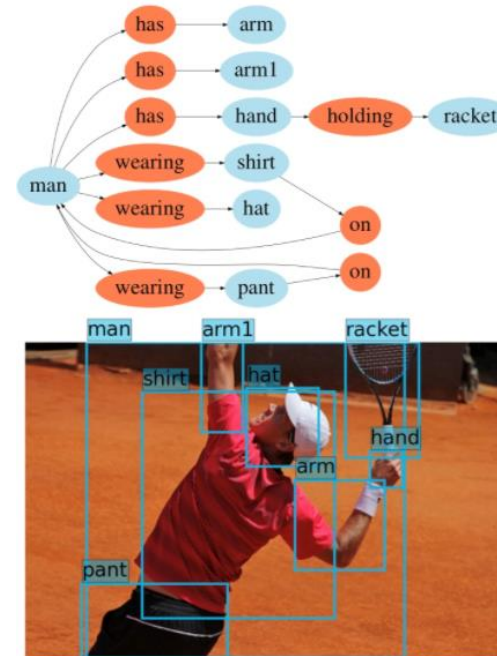 has arm
has arm1
has hand holding racket
wearing shirt
man
wearing hat
on
on
wearing pant
man arm1 racket
shirt hat
hand
arm
pant